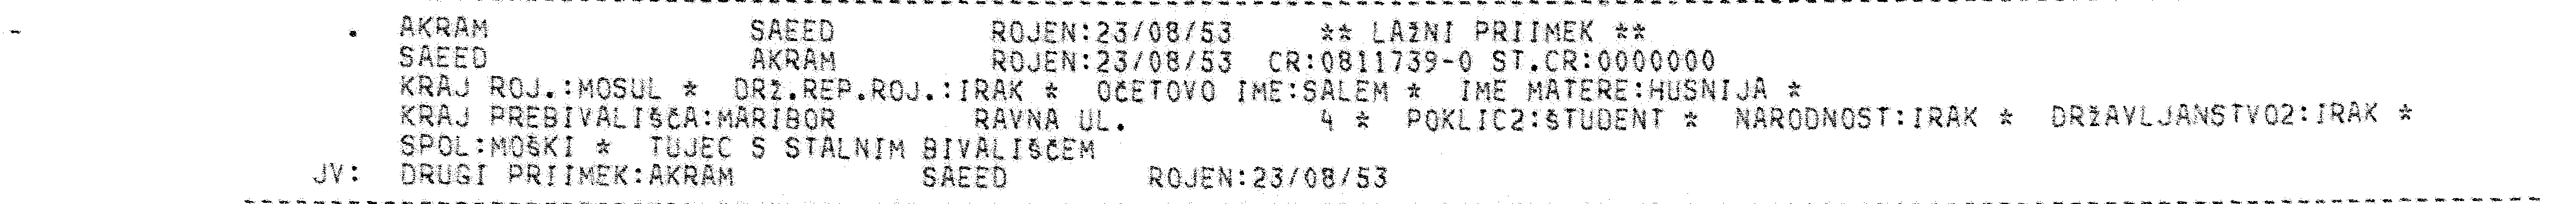 - . AKRAM SAEED ROJEN:23/08/53 ** LAŽNI PRIIMEK **
SAEED AKRAM ROJEN:23/08/53 CR:0811739-0 ST.CR:0000000
KRAJ ROJ.:MOSUL * DRŽ.REP.ROJ.:IRAK * OČETOVO IME:SALEM * IME MATERE:HUSNIJA *
KRAJ PREBIVALIŠČA:MARIBOR RAVNA UL. 4 * POKLIC2:ŠTUDENT * NARODNOST:IRAK * DRŽAVLJANSTVO2:IRAK *
SPOL:MOŠKI * TUJEC S STALNIM BIVALIŠČEM
JV: DRUGI PRIIMEK:AKRAM SAEED ROJEN:23/08/53